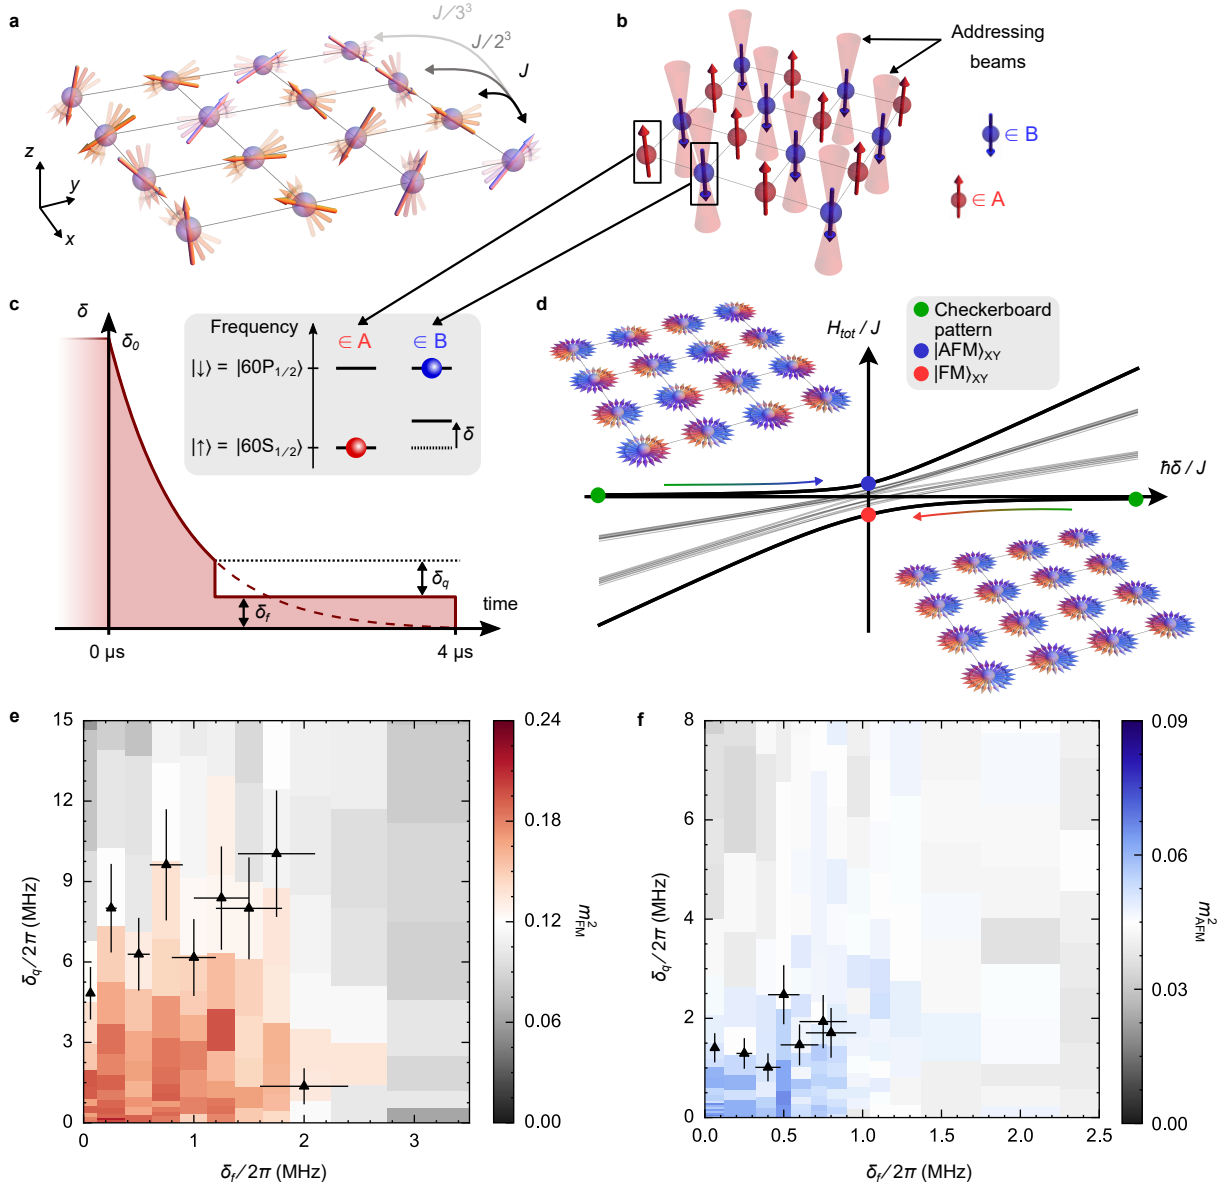 a
J/3³
J/2³
J
z
y
x
b
Addressing
beams
∈ B
∈ A
c
δ
δ₀
Frequency
∈ A
∈ B
|↓⟩ = |60P₁/₂⟩
δ
|↑⟩ = |60S₁/₂⟩
δq
δf
time
0 µs
4 µs
d
H_tot / J
Checkerboard
pattern
|AFM⟩XY
|FM⟩XY
ħδ / J
e
15
12
9
6
3
0
δq/2π (MHz)
0
1
2
3
δf/2π (MHz)
0.24
0.18
0.12
0.06
0.00
m²FM
f
8
6
4
2
0
δq/2π (MHz)
0.0
0.5
1.0
1.5
2.0
2.5
δf/2π (MHz)
0.09
0.06
0.03
0.00
m²AFM